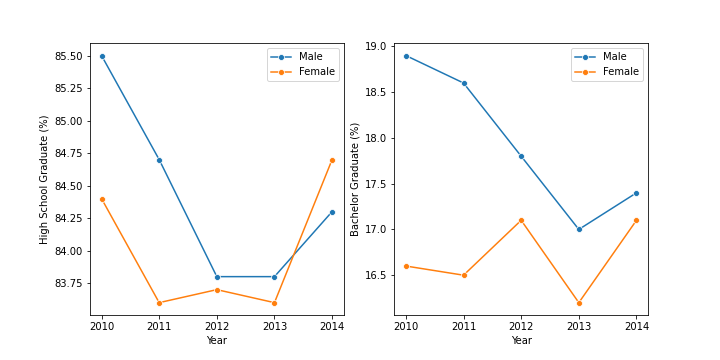 85.50
85.25
85.00
84.75
84.50
84.25
84.00
83.75
High School Graduate (%)
2010 2011 2012 2013 2014
Year
Male
Female
19.0
18.5
18.0
17.5
17.0
16.5
Bachelor Graduate (%)
2010 2011 2012 2013 2014
Year
Male
Female